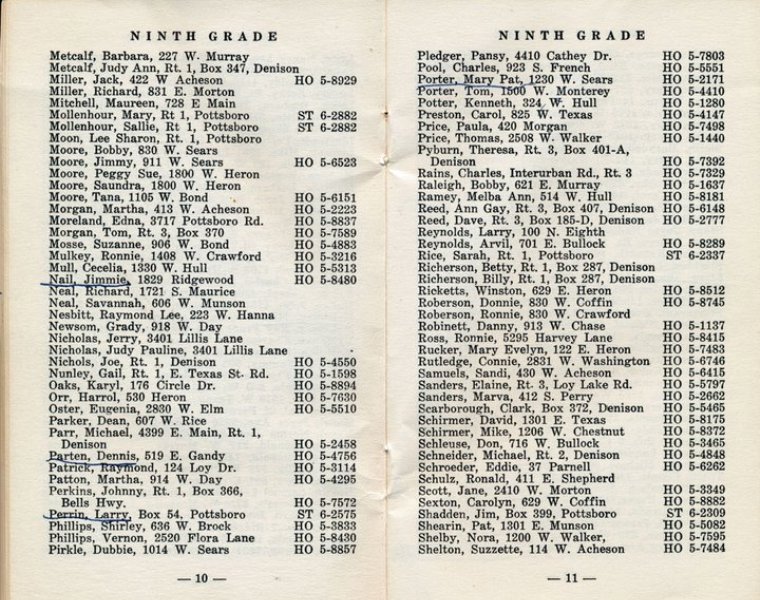 NINTH GRADE
Metcalf, Barbara, 227 W. Murray
Metcalf, Judy Ann, Rt. 1, Box 347, Denison
Miller, Jack, 422 W Acheson HO 5-8929
Miller, Richard, 831 E. Morton
Mitchell, Maureen, 728 E Main
Mollenhour, Mary, Rt 1, Pottsboro ST 6-2882
Mollenhour, Sallie, Rt 1, Pottsboro ST 6-2882
Moon, Lee Sharon, Rt. 1, Pottsboro
Moore, Bobby, 830 W. Sears
Moore, Jimmy, 911 W. Sears HO 5-6523
Moore, Peggy Sue, 1800 W. Heron
Moore, Saundra, 1800 W. Heron
Moore, Tana, 1105 W. Bond HO 5-6151
Morgan, Martha, 413 W. Acheson HO 5-2223
Moreland, Edna, 3717 Pottsboro Rd. HO 5-8837
Morgan, Tom, Rt. 3, Box 370 HO 5-7589
Mosse, Suzanne, 906 W. Bond HO 5-4883
Mulkey, Ronnie, 1408 W. Crawford HO 5-3216
Mull, Cecelia, 1330 W. Hull HO 5-5313
Nail, Jimmie, 1829 Ridgewood HO 5-8480
Neal, Richard, 1721 S. Maurice
Neal, Savannah, 606 W. Munson
Nesbitt, Raymond Lee, 223 W. Hanna
Newsom, Grady, 918 W. Day
Nicholas, Jerry, 3401 Lillis Lane
Nicholas, Judy Pauline, 3401 Lillis Lane
Nichols, Joe, Rt. 1, Denison HO 5-4550
Nunley, Gail, Rt. 1, E. Texas St. Rd. HO 5-1598
Oaks, Karyl, 176 Circle Dr. HO 5-8894
Orr, Harrol, 530 Heron HO 5-7630
Oster, Eugenia, 2830 W. Elm HO 5-5510
Parker, Dean, 607 W. Rice
Parr, Michael, 4399 E. Main, Rt. 1,
Denison HO 5-2458
Parten, Dennis, 519 E. Gandy HO 5-4756
Patrick, Raymond, 124 Loy Dr. HO 5-3114
Patton, Martha, 914 W. Day HO 5-4295
Perkins, Johnny, Rt. 1, Box 366,
Bells Hwy. HO 5-7572
Perrin, Larry, Box 54, Pottsboro ST 6-2575
Phillips, Shirley, 636 W. Brock HO 5-3833
Phillips, Vernon, 2520 Flora Lane HO 5-8430
Pirkle, Dubbie, 1014 W. Sears HO 5-8857
— 10 —
NINTH GRADE
Pledger, Pansy, 4410 Cathey Dr. HO 5-7803
Pool, Charles, 923 S. French HO 5-5551
Porter, Mary Pat, 1230 W. Sears HO 5-2171
Porter, Tom, 1500 W. Monterey HO 5-4410
Potter, Kenneth, 324 W. Hull HO 5-1280
Preston, Carol, 825 W. Texas HO 5-4147
Price, Paula, 420 Morgan HO 5-7498
Price, Thomas, 2508 W. Walker HO 5-1440
Pyburn, Theresa, Rt. 3, Box 401-A,
Denison HO 5-7392
Rains, Charles, Interurban Rd., Rt. 3 HO 5-7329
Raleigh, Bobby, 621 E. Murray HO 5-1637
Ramey, Melba Ann, 514 W. Hull HO 5-8181
Reed, Ann Gay, Rt. 3, Box 407, Denison HO 5-6148
Reed, Dave, Rt. 3, Box 185-D, Denison HO 5-2777
Reynolds, Larry, 100 N. Eighth
Reynolds, Arvil, 701 E. Bullock HO 5-8289
Rice, Sarah, Rt. 1, Pottsboro ST 6-2337
Richerson, Betty, Rt. 1, Box 287, Denison
Richerson, Billy, Rt. 1, Box 287, Denison
Ricketts, Winston, 629 E. Heron HO 5-8512
Roberson, Donnie, 830 W. Coffin HO 5-8745
Roberson, Ronnie, 830 W. Crawford
Robinett, Danny, 913 W. Chase HO 5-1137
Ross, Ronnie, 5295 Harvey Lane HO 5-8415
Rucker, Mary Evelyn, 122 E. Heron HO 5-7483
Rutledge, Connie, 2831 W. Washington HO 5-6746
Samuels, Sandi, 430 W. Acheson HO 5-6415
Sanders, Elaine, Rt. 3, Loy Lake Rd. HO 5-5797
Sanders, Marva, 412 S. Perry HO 5-2662
Scarborough, Clark, Box 372, Denison HO 5-5465
Schirmer, David, 1301 E. Texas HO 5-8175
Schirmer, Mike, 1206 W. Chestnut HO 5-8372
Schleuse, Don, 716 W. Bullock HO 5-3465
Schneider, Michael, Rt. 2, Denison HO 5-4848
Schroeder, Eddie, 37 Parnell HO 5-6262
Schulz, Ronald, 411 E. Shepherd
Scott, Jane, 2410 W. Morton HO 5-3349
Sexton, Carolyn, 629 W. Coffin HO 5-8882
Shadden, Jim, Box 399, Pottsboro ST 6-2309
Shearin, Pat, 1301 E. Munson HO 5-5082
Shelby, Nora, 1200 W. Walker, HO 5-7595
Shelton, Suzzette, 114 W. Acheson HO 5-7484
— 11 —